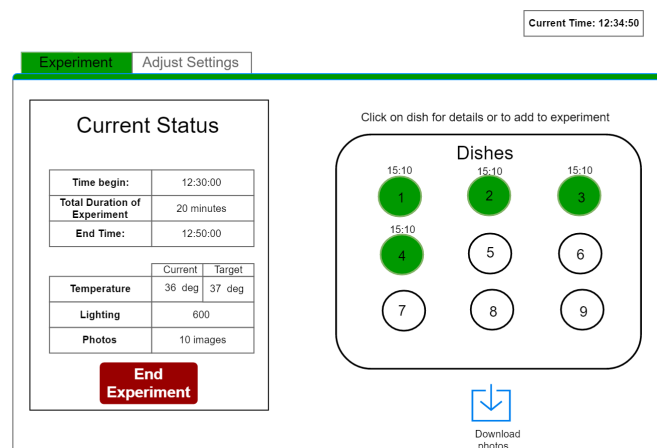 Current Time: 12:34:50
Experiment
Adjust Settings
Current Status
Time begin: 12:30:00
Total Duration of Experiment 20 minutes
End Time: 12:50:00
Current Target
Temperature 36 deg 37 deg
Lighting 600
Photos 10 images
End
Experiment
Click on dish for details or to add to experiment
Dishes
15:10 15:10 15:10
1 2 3
15:10
4 5 6
7 8 9
Download
photos